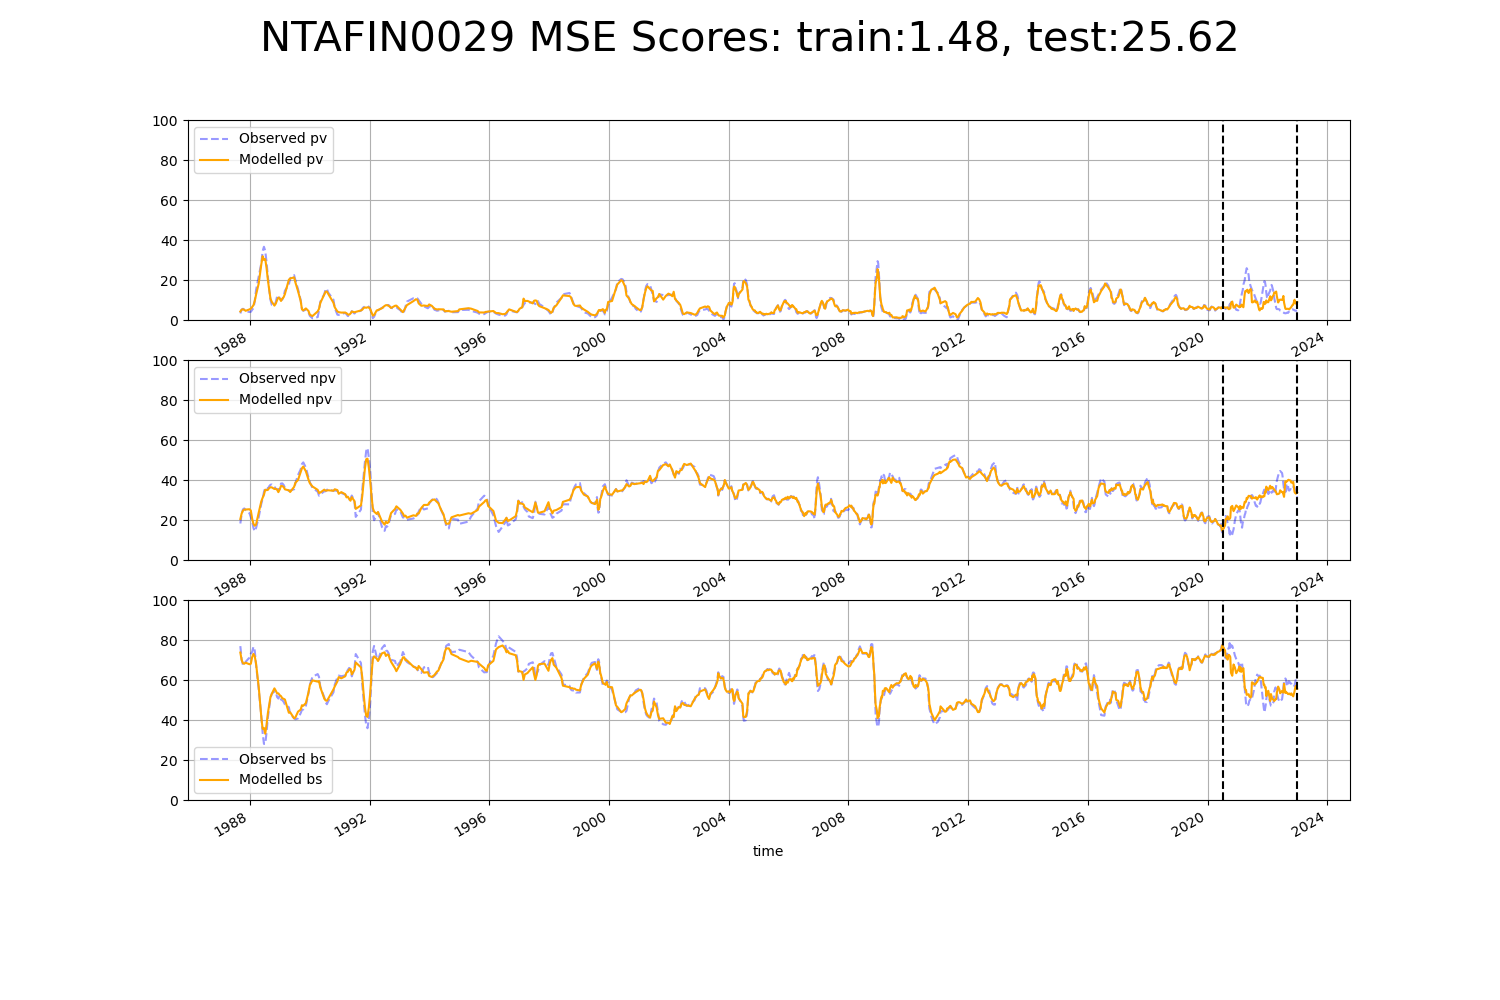 NTAFIN0029 MSE Scores: train:1.48, test:25.62
100
80
60
40
20
0
Observed pv
Modelled pv
1988 1992 1996 2000 2004 2008 2012 2016 2020 2024
100
80
60
40
20
0
Observed npv
Modelled npv
1988 1992 1996 2000 2004 2008 2012 2016 2020 2024
100
80
60
40
20
0
Observed bs
Modelled bs
1988 1992 1996 2000 2004 2008 2012 2016 2020 2024
time